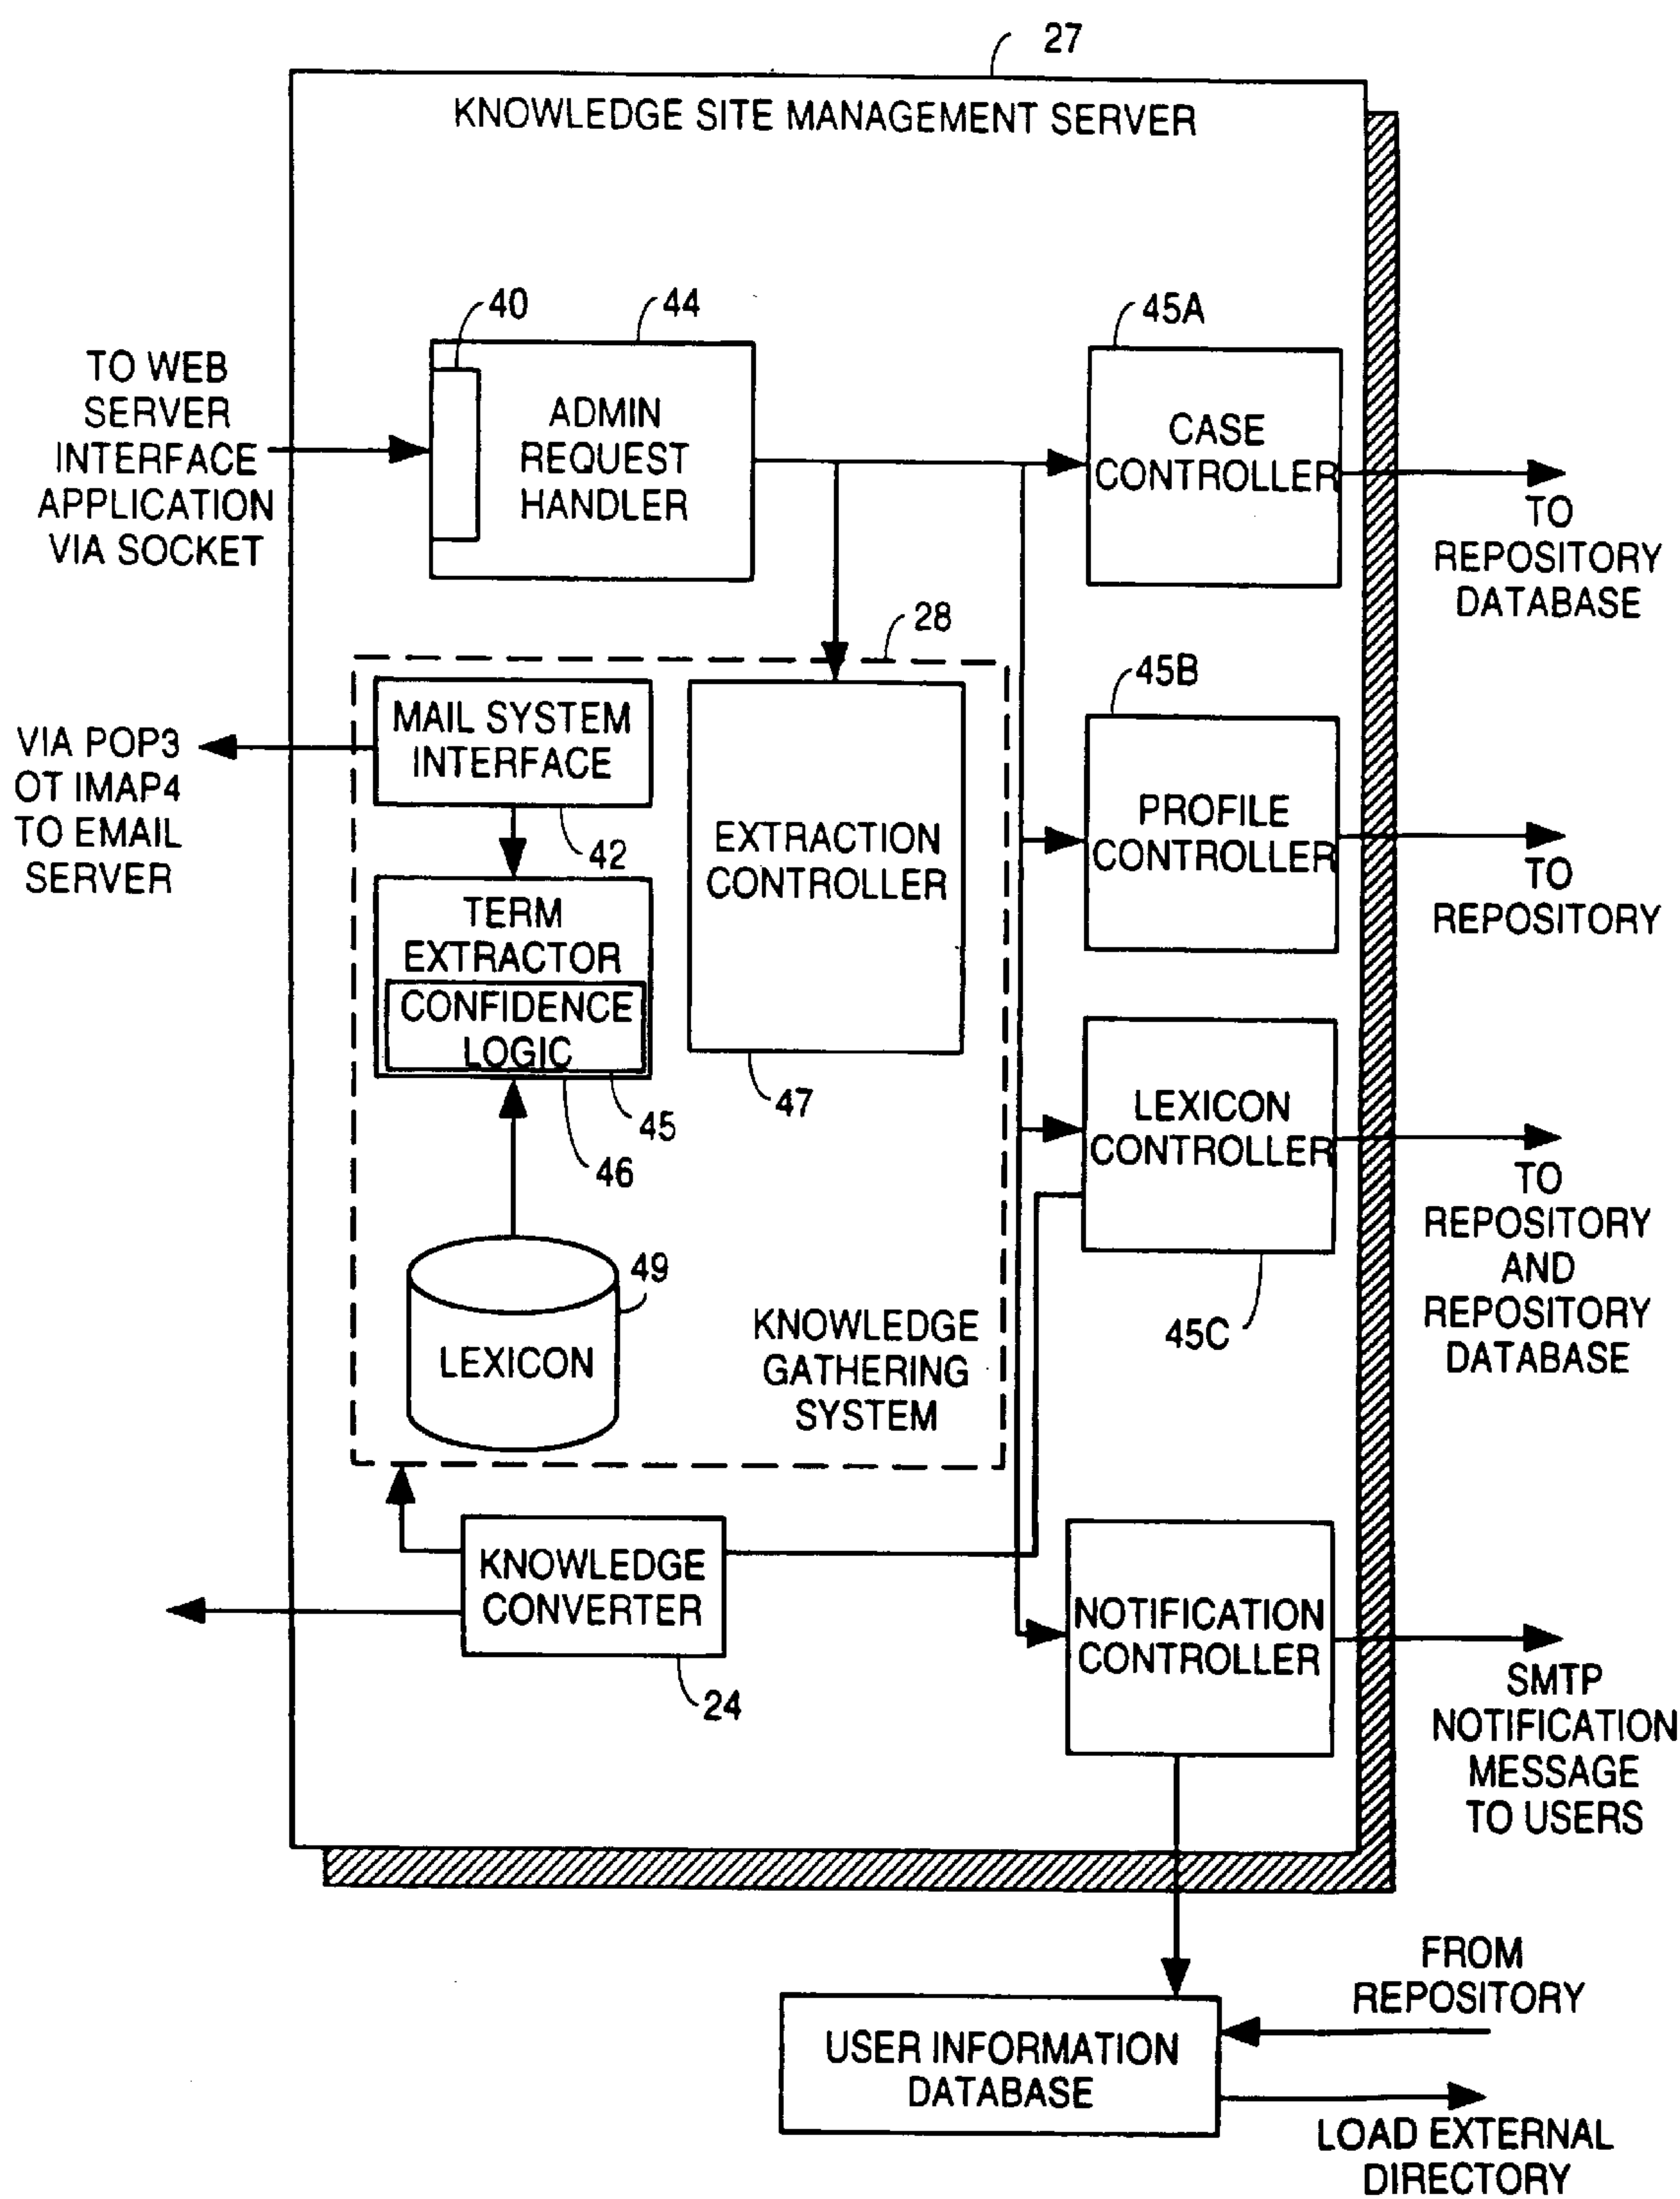 27
KNOWLEDGE SITE MANAGEMENT SERVER
40
44
45A
TO WEB
SERVER
INTERFACE
APPLICATION
VIA SOCKET
ADMIN
REQUEST
HANDLER
CASE
CONTROLLER
TO
REPOSITORY
DATABASE
28
45B
MAIL SYSTEM
INTERFACE
42
VIA POP3
OT IMAP4
TO EMAIL
SERVER
EXTRACTION
CONTROLLER
47
PROFILE
CONTROLLER
TO
REPOSITORY
TERM
EXTRACTOR
CONFIDENCE
LOGIC
45
46
LEXICON
CONTROLLER
45C
TO
REPOSITORY
AND
REPOSITORY
DATABASE
49
LEXICON
KNOWLEDGE
GATHERING
SYSTEM
KNOWLEDGE
CONVERTER
24
NOTIFICATION
CONTROLLER
SMTP
NOTIFICATION
MESSAGE
TO USERS
USER INFORMATION
DATABASE
FROM
REPOSITORY
LOAD EXTERNAL
DIRECTORY